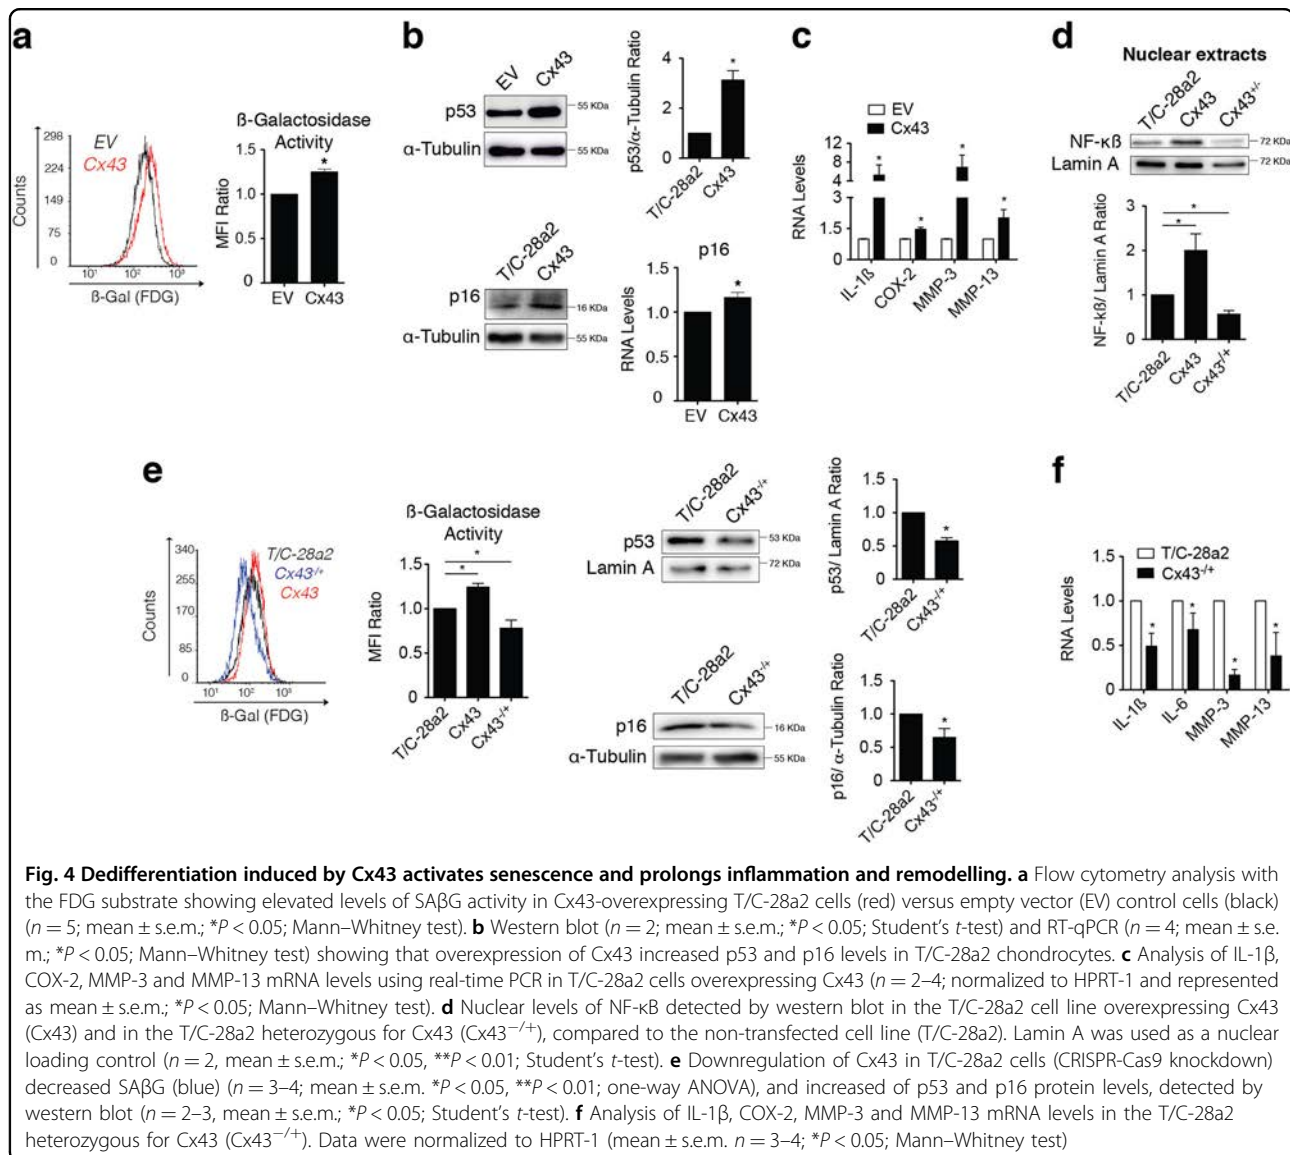 a
EV
Cx43
Counts
298
224
149
75
0
10¹
10²
10³
ß-Gal (FDG)
ß-Galactosidase
Activity
MFI Ratio
1.5
1.0
0.5
0
*
EV Cx43
b
EV Cx43
p53
55 KDa
α-Tubulin
55 KDa
p53/α-Tubulin Ratio
4
2
0
*
T/C-28a2
Cx43
T/C-28a2
Cx43
p16
16 KDa
α-Tubulin
55 KDa
p16
RNA Levels
1.5
1.0
0.5
0
*
EV Cx43
c
EV
Cx43
RNA Levels
12
8
4
3
1.5
0
* * * *
IL-1ß
COX-2
MMP-3
MMP-13
d
Nuclear extracts
T/C-28a2
Cx43
Cx43⁺/⁻
NF-κß
72 KDa
Lamin A
72 KDa
NF-kß/ Lamin A Ratio
3
2
1
0
*
*
T/C-28a2
Cx43
Cx43⁻/⁺
e
T/C-28a2
Cx43⁻/⁺
Cx43
Counts
340
255
170
85
0
10¹
10²
10³
ß-Gal (FDG)
ß-Galactosidase
Activity
MFI Ratio
1.5
1.0
0.5
0
*
*
T/C-28a2
Cx43
Cx43⁻/⁺
T/C-28a2
Cx43⁻/⁺
p53
53 KDa
Lamin A
72 KDa
p53/ Lamin A Ratio
1.5
1.0
0.5
0
*
T/C-28a2
Cx43⁻/⁺
T/C-28a2
Cx43⁻/⁺
p16
16 KDa
α-Tubulin
55 KDa
p16/ α-Tubulin Ratio
1.5
1.0
0.5
0
*
T/C-28a2
Cx43⁻/⁺
f
T/C-28a2
Cx43⁻/⁺
RNA Levels
1.5
1.0
0.5
0
* * * *
IL-1ß
IL-6
MMP-3
MMP-13
Fig. 4 Dedifferentiation induced by Cx43 activates senescence and prolongs inflammation and remodelling. a Flow cytometry analysis with
the FDG substrate showing elevated levels of SAβG activity in Cx43-overexpressing T/C-28a2 cells (red) versus empty vector (EV) control cells (black)
(n = 5; mean ± s.e.m.; *P < 0.05; Mann–Whitney test). b Western blot (n = 2; mean ± s.e.m.; *P < 0.05; Student's t-test) and RT-qPCR (n = 4; mean ± s.e.
m.; *P < 0.05; Mann–Whitney test) showing that overexpression of Cx43 increased p53 and p16 levels in T/C-28a2 chondrocytes. c Analysis of IL-1β,
COX-2, MMP-3 and MMP-13 mRNA levels using real-time PCR in T/C-28a2 cells overexpressing Cx43 (n = 2–4; normalized to HPRT-1 and represented
as mean ± s.e.m.; *P < 0.05; Mann–Whitney test). d Nuclear levels of NF-κB detected by western blot in the T/C-28a2 cell line overexpressing Cx43
(Cx43) and in the T/C-28a2 heterozygous for Cx43 (Cx43⁻/⁺), compared to the non-transfected cell line (T/C-28a2). Lamin A was used as a nuclear
loading control (n = 2, mean ± s.e.m.; *P < 0.05, **P < 0.01; Student's t-test). e Downregulation of Cx43 in T/C-28a2 cells (CRISPR-Cas9 knockdown)
decreased SAβG (blue) (n = 3–4; mean ± s.e.m. *P < 0.05, **P < 0.01; one-way ANOVA), and increased of p53 and p16 protein levels, detected by
western blot (n = 2–3, mean ± s.e.m.; *P < 0.05; Student's t-test). f Analysis of IL-1β, COX-2, MMP-3 and MMP-13 mRNA levels in the T/C-28a2
heterozygous for Cx43 (Cx43⁻/⁺). Data were normalized to HPRT-1 (mean ± s.e.m. n = 3–4; *P < 0.05; Mann–Whitney test)